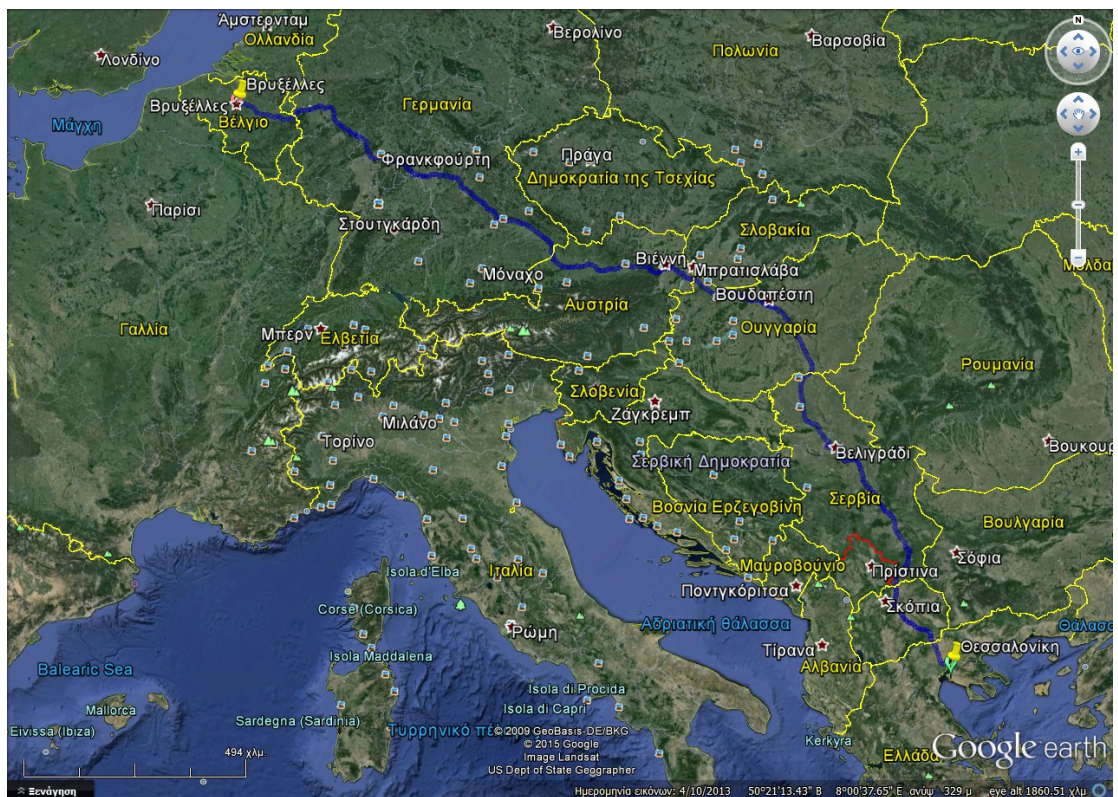 Άμστερνταμ
Ολλανδία
Βερολίνο
Βαρσοβία
Πολωνία
N
Λονδίνο
Βρυξέλλες
Βρυξέλλες
Βέλγιο
Γερμανία
Μάγχη
Φρανκφούρτη
Πράγα
Δημοκρατία της Τσεχίας
Παρίσι
Στουτγκάρδη
Σλοβακία
Βιέννη
Μπρατισλάβα
Μόναχο
Βουδαπέστη
Αυστρία
Ουγγαρία
Γαλλία
Μπερν
Ελβετία
Ρουμανία
Σλοβενία
Ζάγκρεμπ
Μιλάνο
Τορίνο
Βελιγράδι
Βουκουρ
Σερβική Δημοκρατία
Σερβία
Βοσνία Ερζεγοβίνη
Βουλγαρία
Σόφια
Μαυροβούνιο
Πρίστινα
Isola d'Elba
Ιταλία
Ποντγκόριτσα
Σκόπια
Corse (Corsica)
Ρώμη
Αδριατική θάλασσα
Θάλασσ
Isola Maddalena
Τίρανα
Αλβανία
Θεσσαλονίκη
Balearic Sea
Isola di Procida
Isola di Capri
Mallorca
Sardegna (Sardinia)
Τυρρηνικό πέ
Eivissa (Ibiza)
Kerkyra
Ελλάδα
© 2009 GeoBasis-DE/BKG
© 2015 Google
Image Landsat
US Dept of State Geographer
Google earth
494 χλμ.
Ξενάγηση
Ημερομηνία εικόνων: 4/10/2013 50°21'13.43" Β 8°00'37.65" Ε ανύψ 329 μ eye alt 1860.51 χλμ